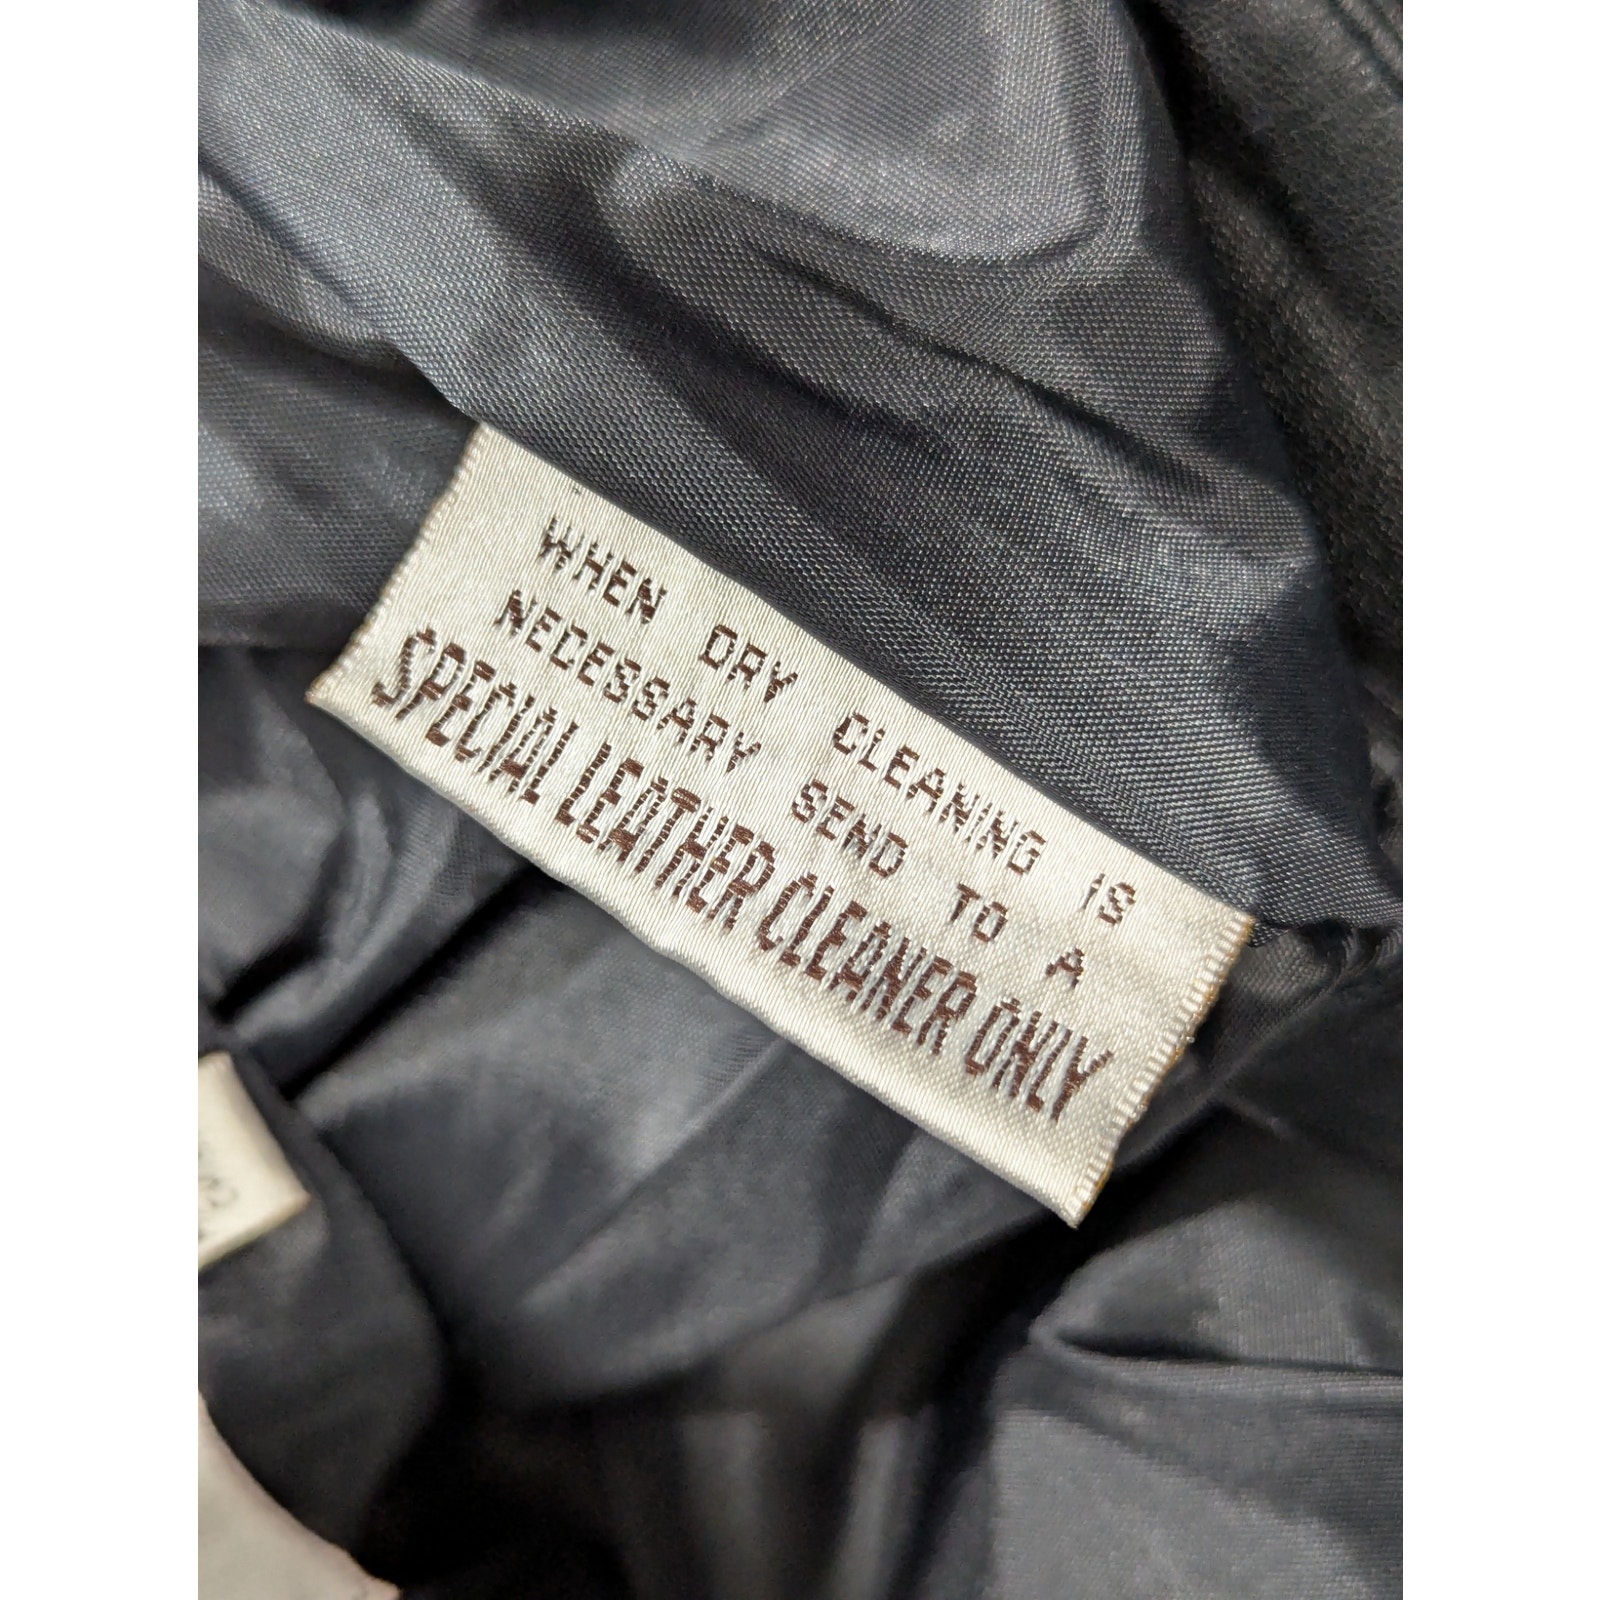 WHEN DRY CLEANING IS
NECESSARY SEND TO A
SPECIAL LEATHER CLEANER ONLY